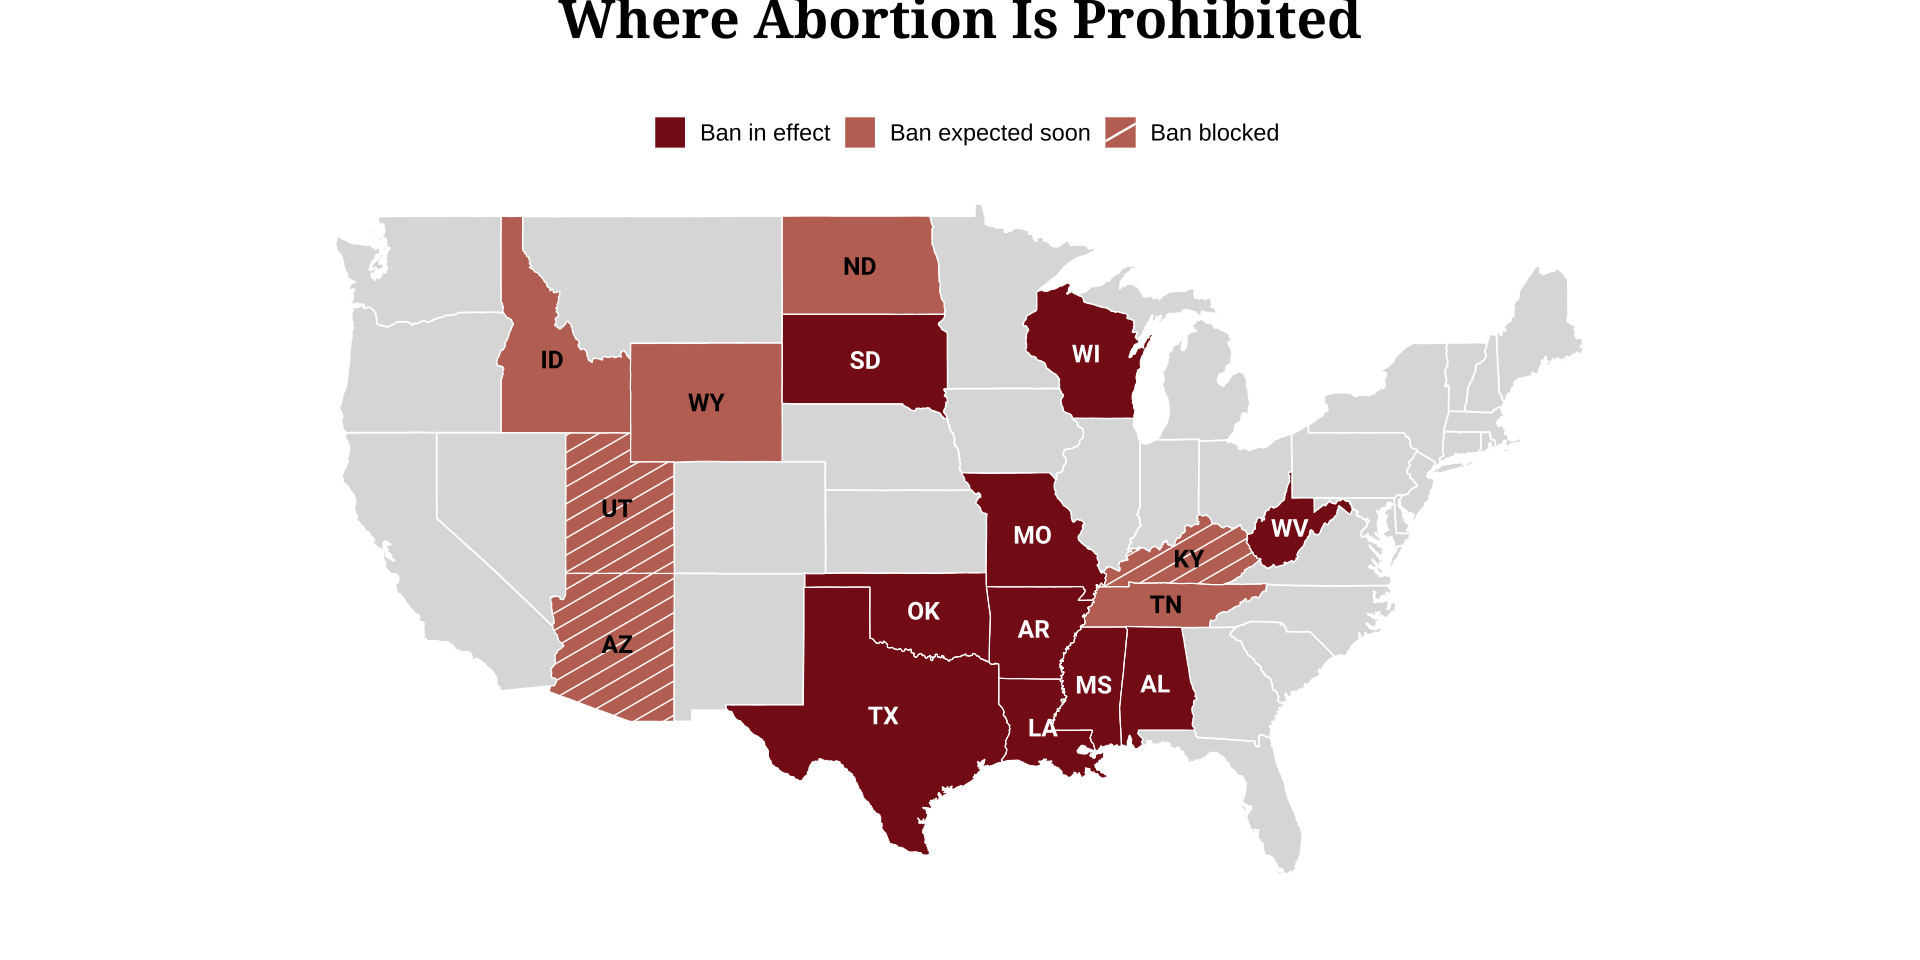 Where Abortion Is Prohibited
Ban in effect Ban expected soon Ban blocked
ND
WI
ID
SD
WY
UT
MO
WV
KY
TN
OK
AR
AZ
MS
AL
TX
LA